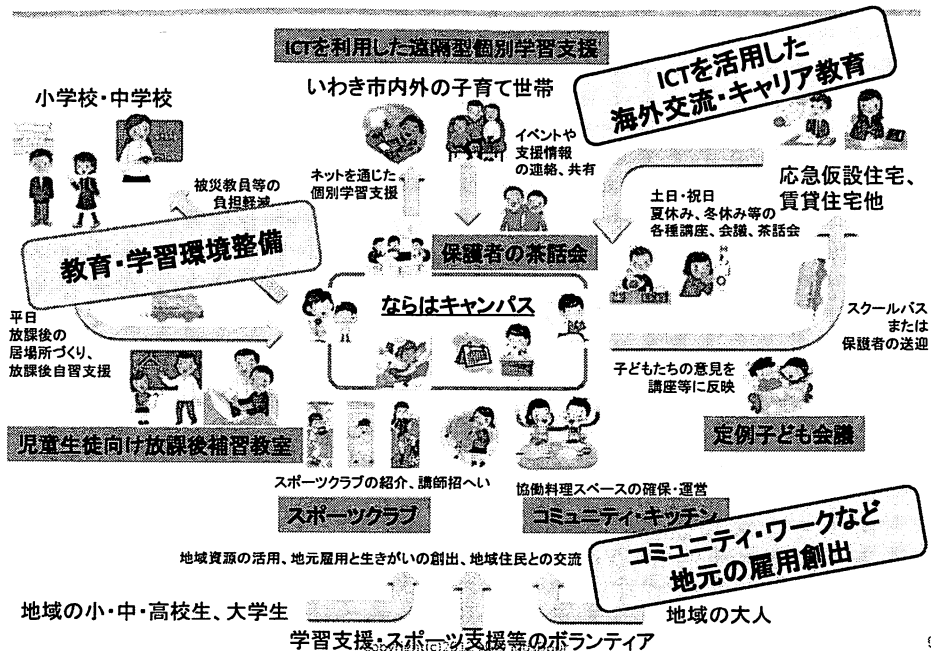 ICTを利用した遠隔型個別学習支援
いわき市内外の子育て世帯
ICTを活用した
海外交流・キャリア教育
小学校・中学校
イベントや
支援情報
の連絡、共有
ネットを通じた
個別学習支援
被災教員等の
負担軽減
応急仮設住宅、
賃貸住宅他
土日・祝日
夏休み、冬休み等の
各種講座、会議、茶話会
教育・学習環境整備
保護者の茶話会
ならはキャンパス
平日
放課後の
居場所づくり、
放課後自習支援
スクールバス
または
保護者の送迎
子どもたちの意見を
講座等に反映
児童生徒向け放課後補習教室
定例子ども会議
スポーツクラブの紹介、講師招へい
スポーツクラブ
協働料理スペースの確保・運営
コミュニティ・キッチン
コミュニティ・ワークなど
地元の雇用創出
地域資源の活用、地元雇用と生きがいの創出、地域住民との交流
地域の小・中・高校生、大学生
地域の大人
学習支援・スポーツ支援等のボランティア